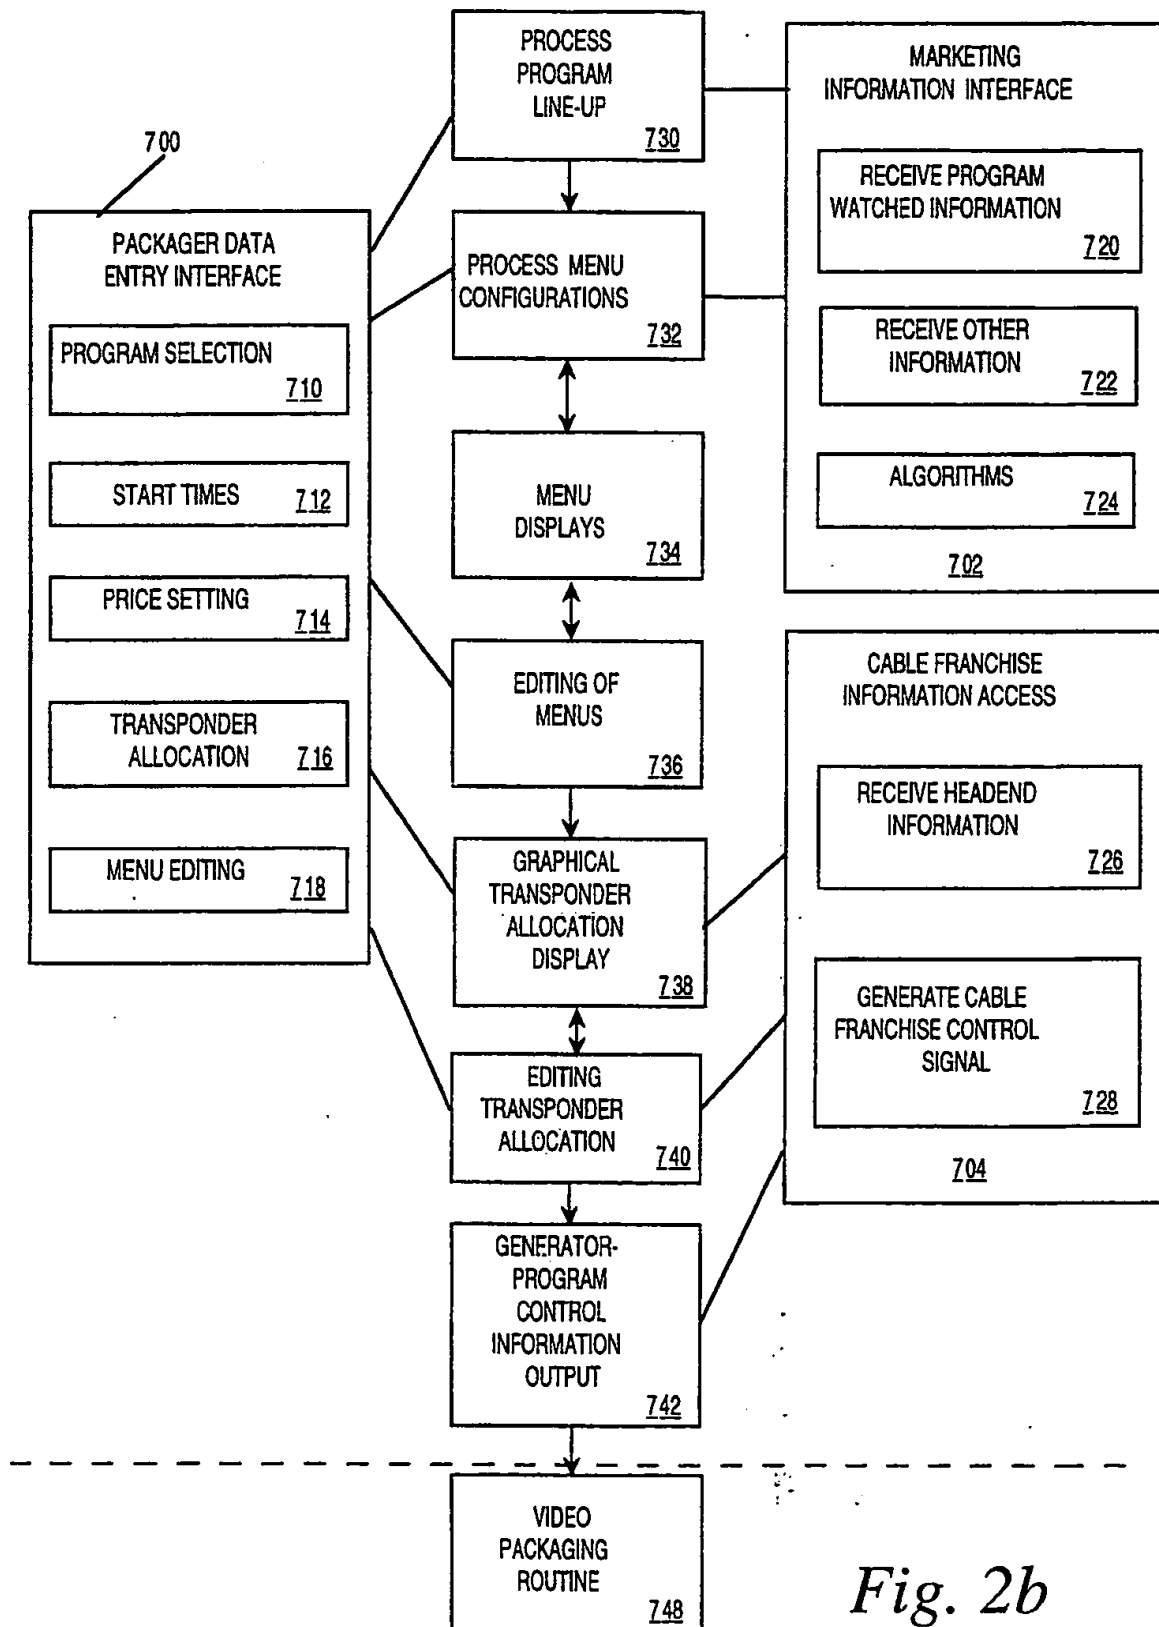 700
PACKAGER DATA
ENTRY INTERFACE
PROGRAM SELECTION
710
START TIMES
712
PRICE SETTING
714
TRANSPONDER
ALLOCATION
716
MENU EDITING
718
PROCESS
PROGRAM
LINE-UP
730
PROCESS MENU
CONFIGURATIONS
732
MENU
DISPLAYS
734
EDITING OF
MENUS
736
GRAPHICAL
TRANSPONDER
ALLOCATION
DISPLAY
738
EDITING
TRANSPONDER
ALLOCATION
740
GENERATOR-
PROGRAM
CONTROL
INFORMATION
OUTPUT
742
VIDEO
PACKAGING
ROUTINE
748
MARKETING
INFORMATION INTERFACE
RECEIVE PROGRAM
WATCHED INFORMATION
720
RECEIVE OTHER
INFORMATION
722
ALGORITHMS
724
702
CABLE FRANCHISE
INFORMATION ACCESS
RECEIVE HEADEND
INFORMATION
726
GENERATE CABLE
FRANCHISE CONTROL
SIGNAL
728
704
Fig. 2b